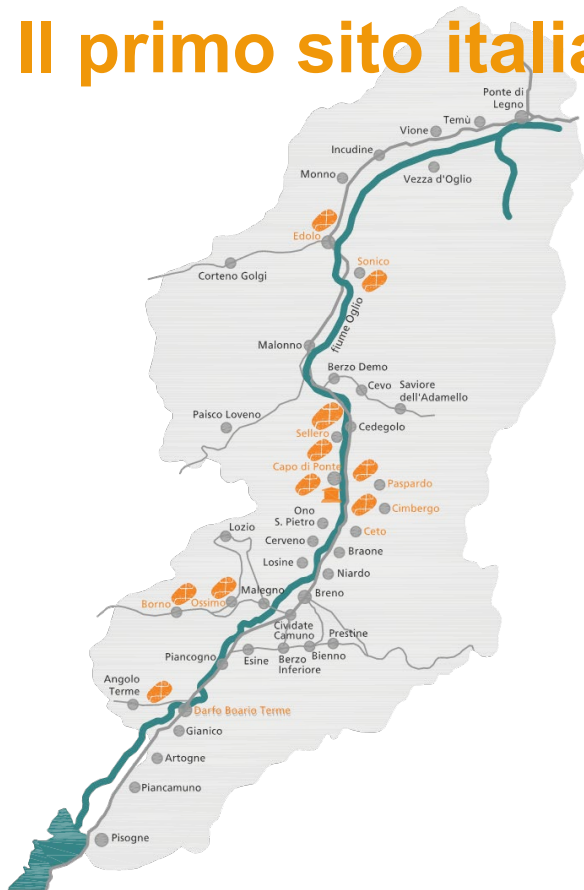 Il primo sito italia
Ponte di
Legno
Temù
Vione
Incudine
Monno
Vezza d'Oglio
Edolo
Sonico
Corteno Golgi
fiume Oglio
Malonno
Berzo Demo
Cevo
Saviore
dell'Adamello
Paisco Loveno
Cedegolo
Sellero
Capo di Ponte
Paspardo
Cimbergo
Ono
S. Pietro
Ceto
Lozio
Cerveno
Braone
Losine
Niardo
Malegno
Breno
Borno
Ossimo
Cividate
Camuno
Prestine
Bienno
Berzo
Inferiore
Esine
Piancogno
Angolo
Terme
Darfo Boario Terme
Gianico
Artogne
Piancamuno
Pisogne